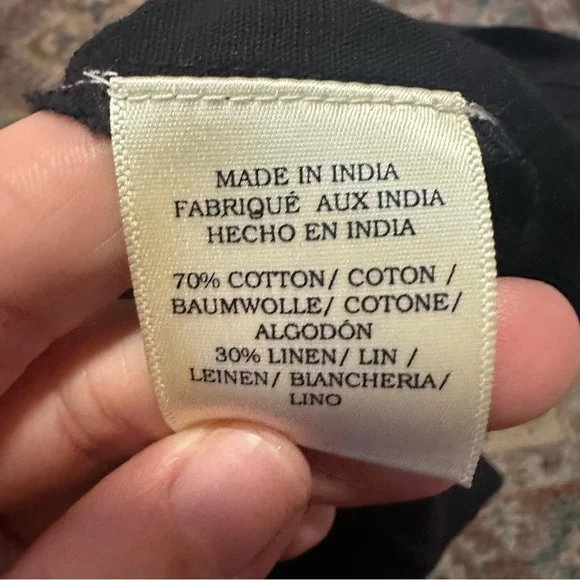 MADE IN INDIA
FABRIQUÉ AUX INDIA
HECHO EN INDIA
70% COTTON/ COTON /
BAUMWOLLE/ COTONE/
ALGODÓN
30% LINEN/ LIN /
LEINEN/ BIANCHERIA/
LINO